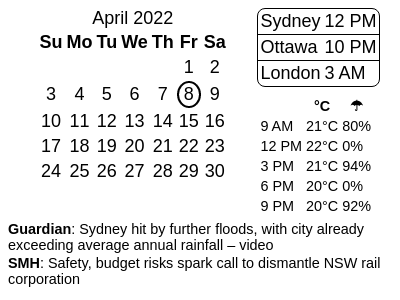 April 2022
Su Mo Tu We Th Fr Sa
1 2
3 4 5 6 7 8 9
10 11 12 13 14 15 16
17 18 19 20 21 22 23
24 25 26 27 28 29 30
Sydney 12 PM
Ottawa 10 PM
London 3 AM
°C ☂
9 AM 21°C 80%
12 PM 22°C 0%
3 PM 21°C 94%
6 PM 20°C 0%
9 PM 20°C 92%
Guardian: Sydney hit by further floods, with city already
exceeding average annual rainfall – video
SMH: Safety, budget risks spark call to dismantle NSW rail
corporation